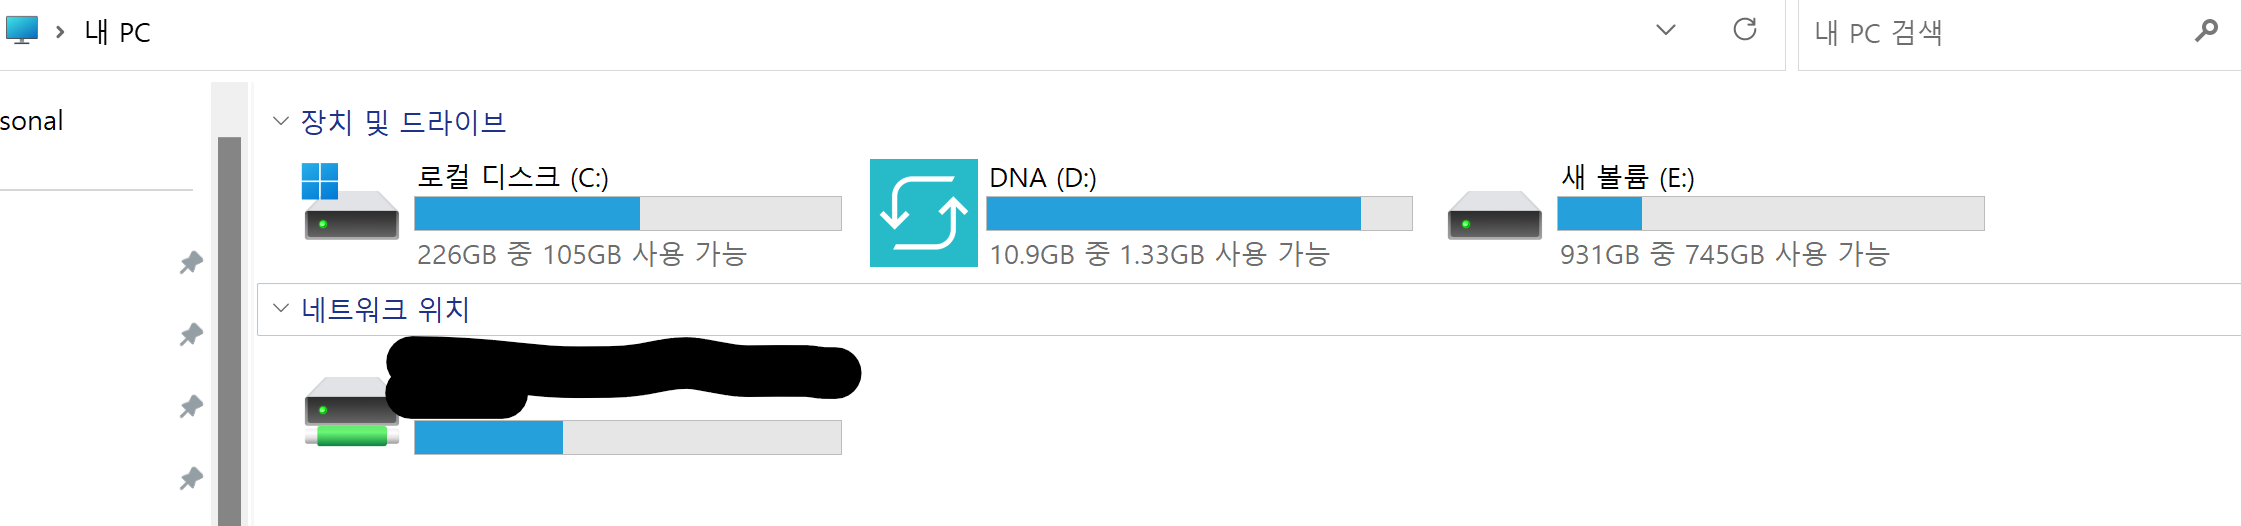 내 PC
내 PC 검색
sonal
장치 및 드라이브
로컬 디스크 (C:)
226GB 중 105GB 사용 가능
DNA (D:)
10.9GB 중 1.33GB 사용 가능
새 볼륨 (E:)
931GB 중 745GB 사용 가능
네트워크 위치